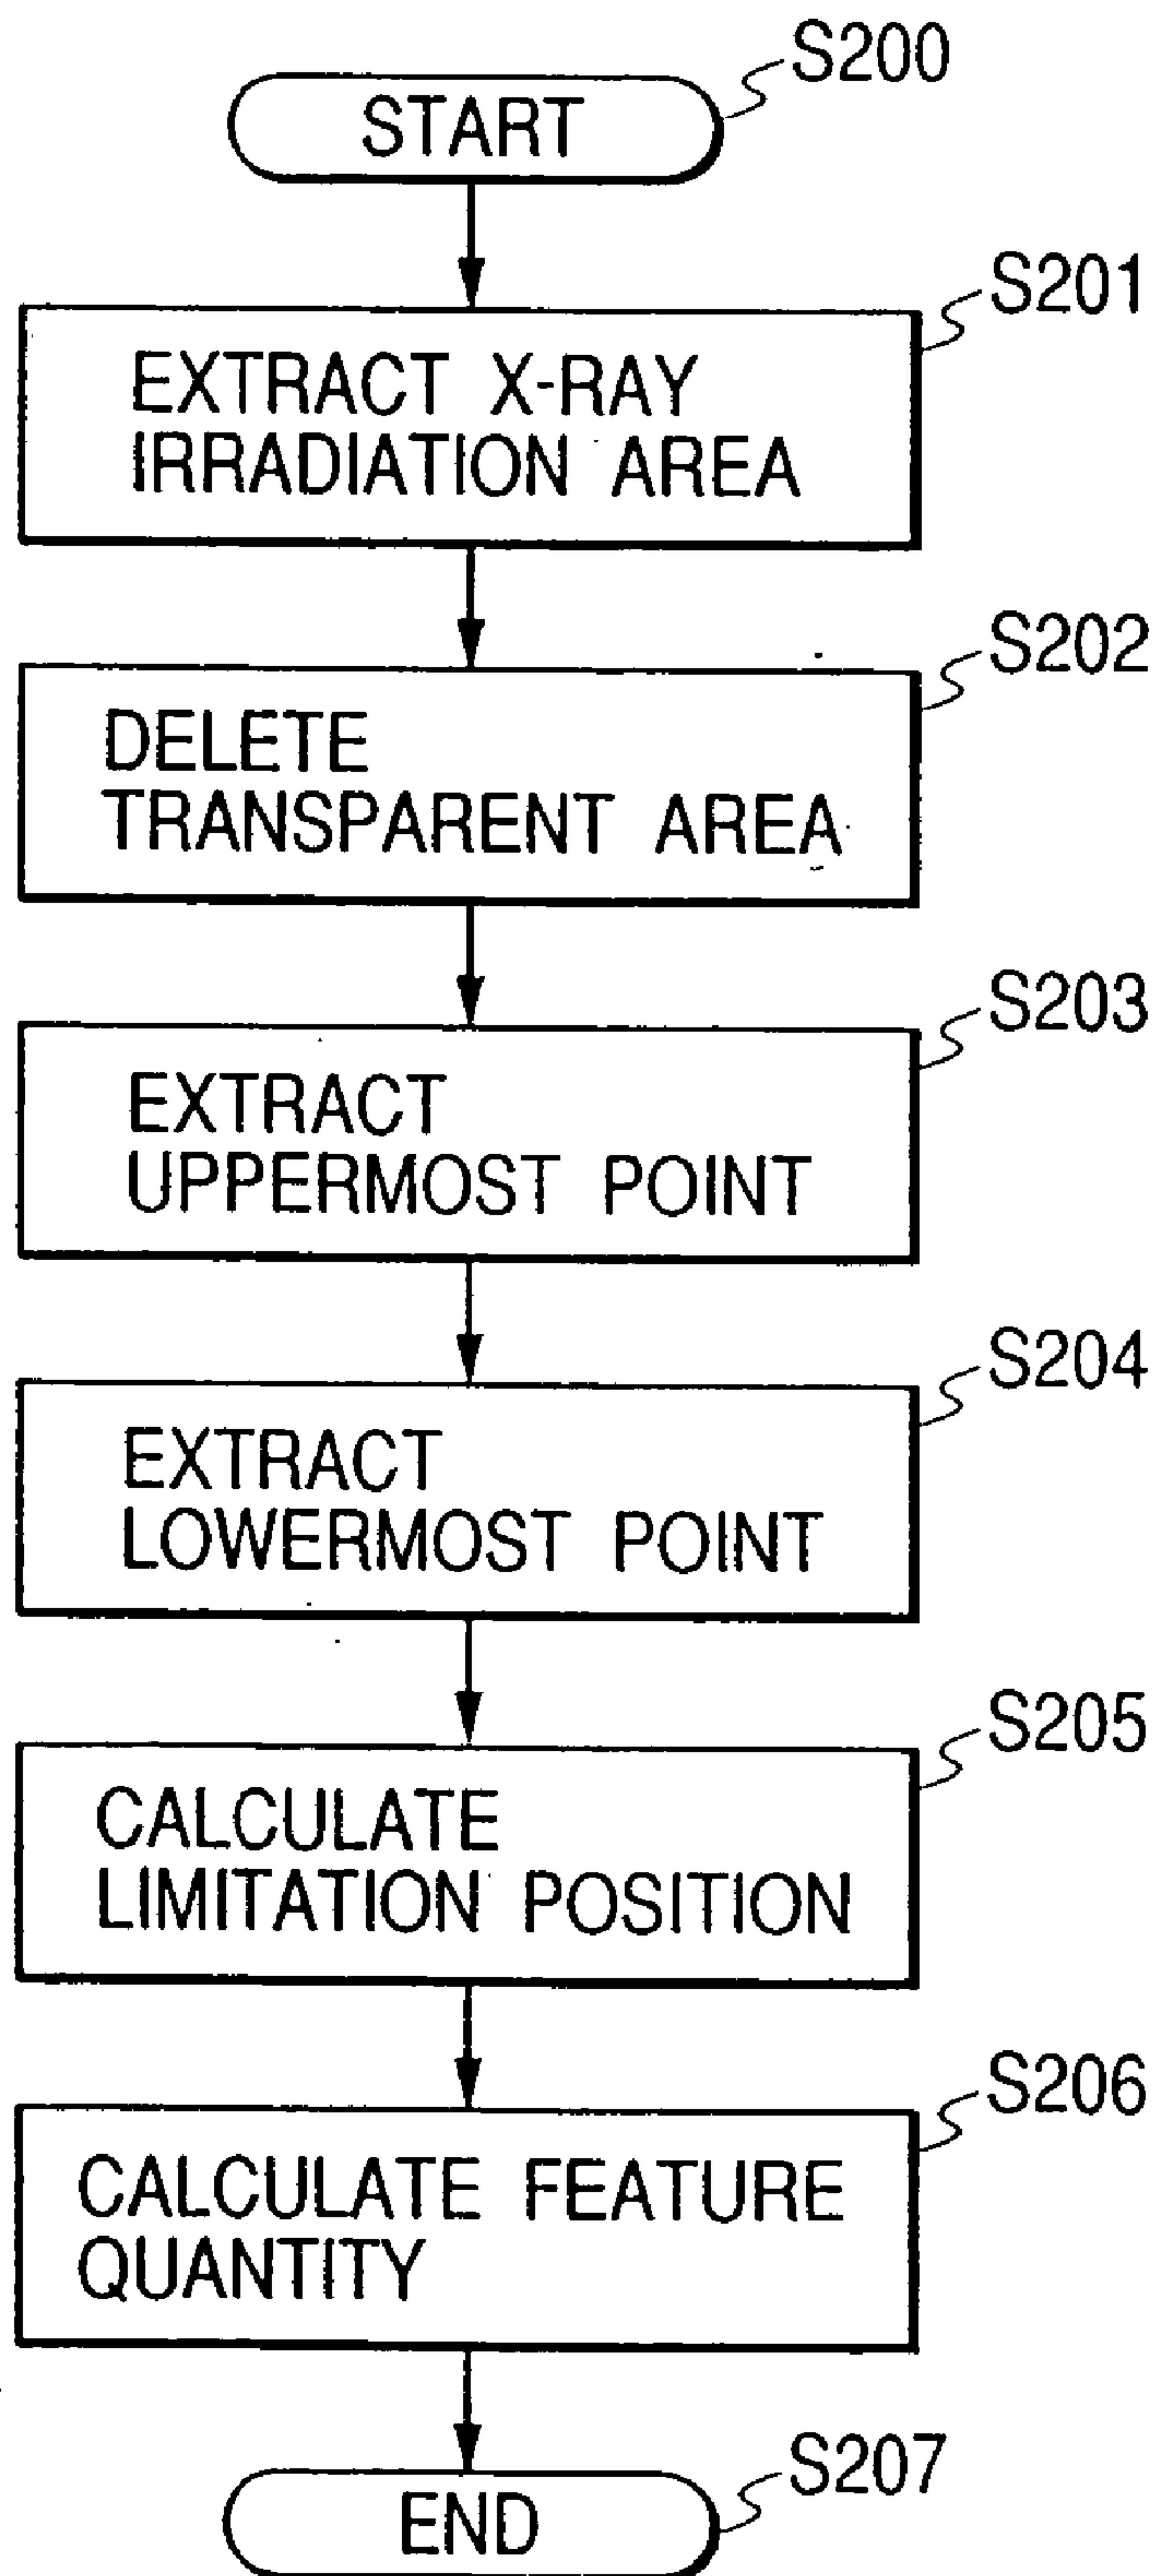 S200
START
S201
EXTRACT X-RAY
IRRADIATION AREA
S202
DELETE
TRANSPARENT AREA
S203
EXTRACT
UPPERMOST POINT
S204
EXTRACT
LOWERMOST POINT
S205
CALCULATE
LIMITATION POSITION
S206
CALCULATE FEATURE
QUANTITY
S207
END